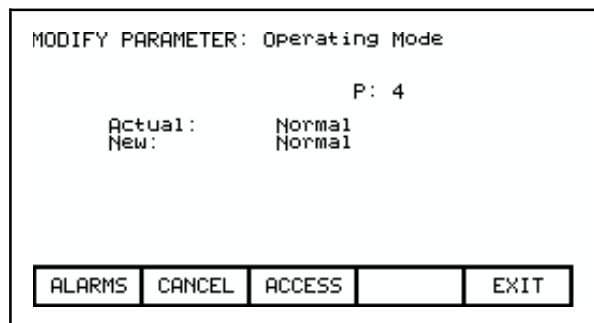 MODIFY PARAMETER: Operating Mode
P: 4
Actual: Normal
New: Normal
ALARMS CANCEL ACCESS EXIT